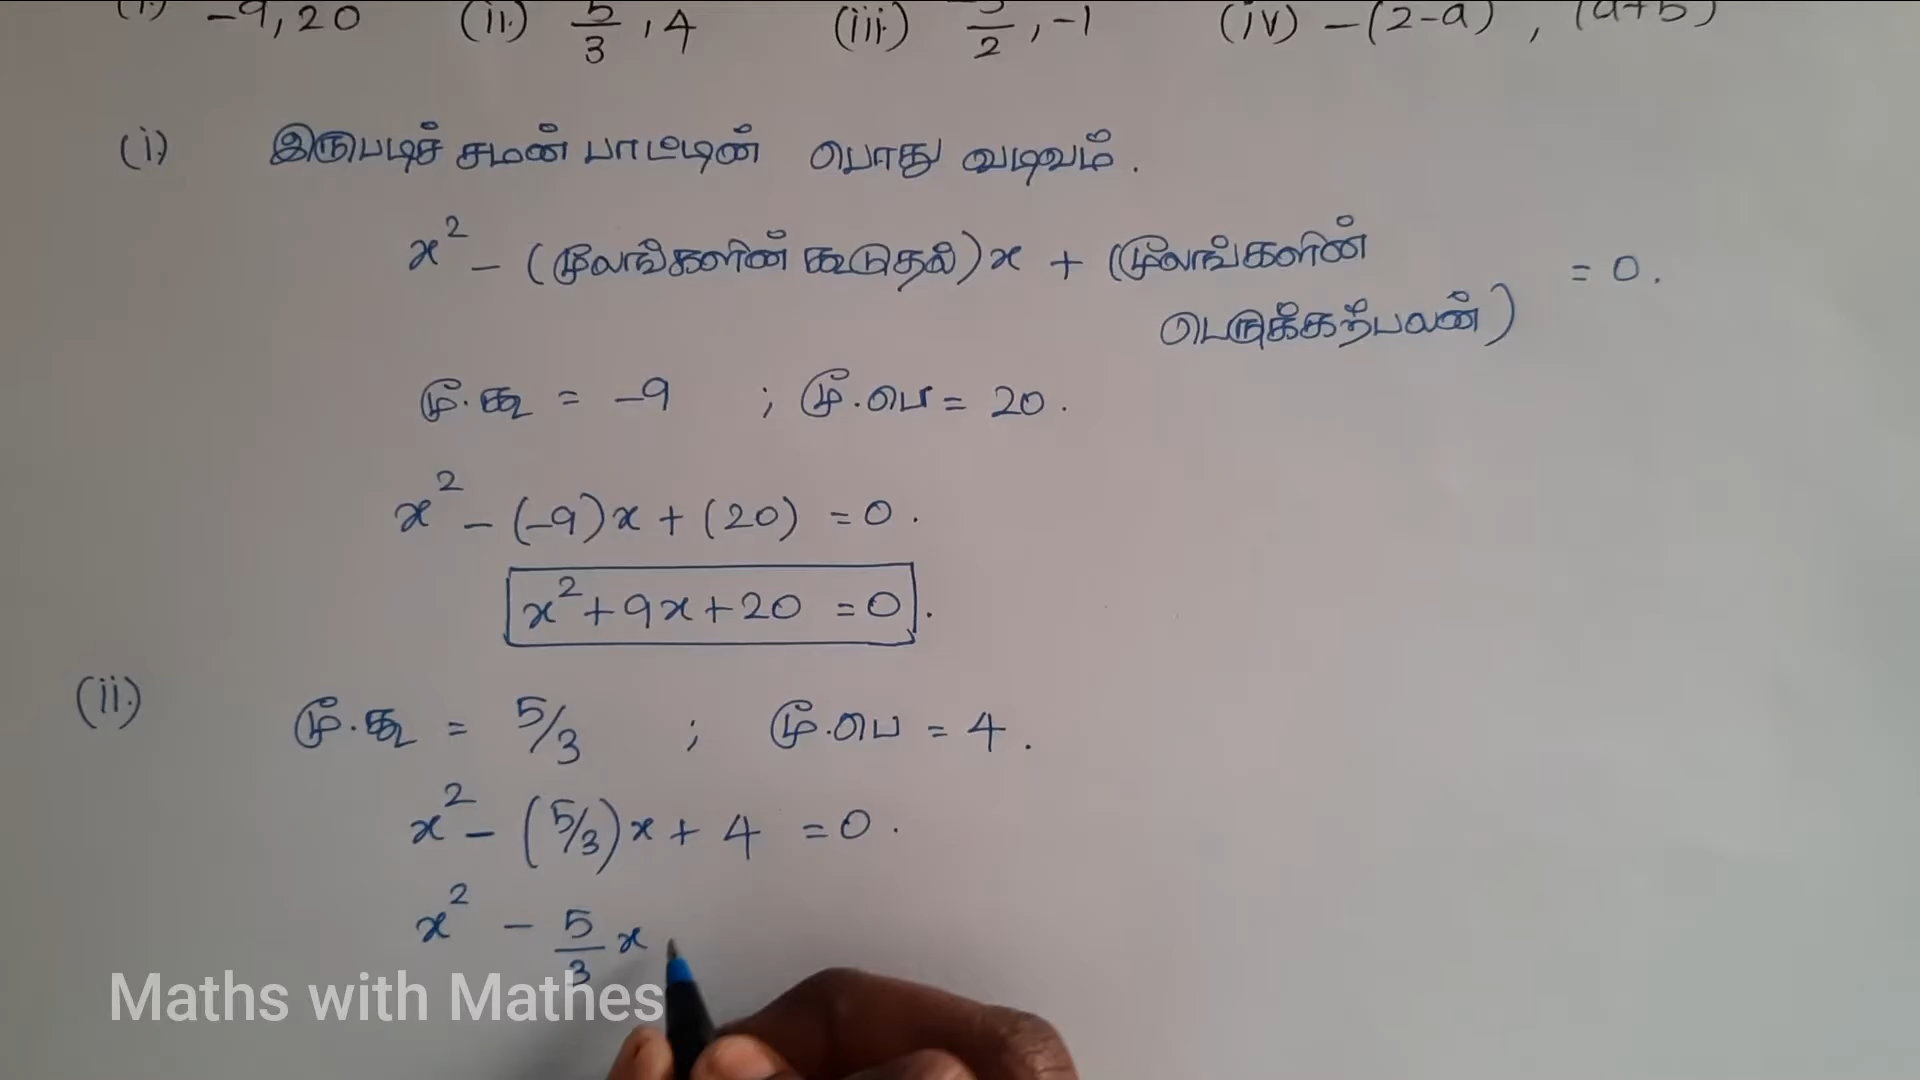 (i) -9, 20 (ii) 5/3 , 4 (iii) /2 , -1 (iv) -(2-a) , (a+5)
(i) இருபடிச் சமன்பாட்டின் பொது வடிவம்.
x² - (மூலங்களின் கூடுதல்)x + (மூலங்களின்
பெருக்கற்பலன்) = 0.
மூ.கூ = -9 ; மூ.பெ = 20.
x² - (-9)x + (20) = 0.
x² + 9x + 20 = 0.
(ii) மூ.கூ = 5/3 ; மூ.பெ = 4.
x² - (5/3)x + 4 = 0.
x² - 5/3 x
Maths with Mathes